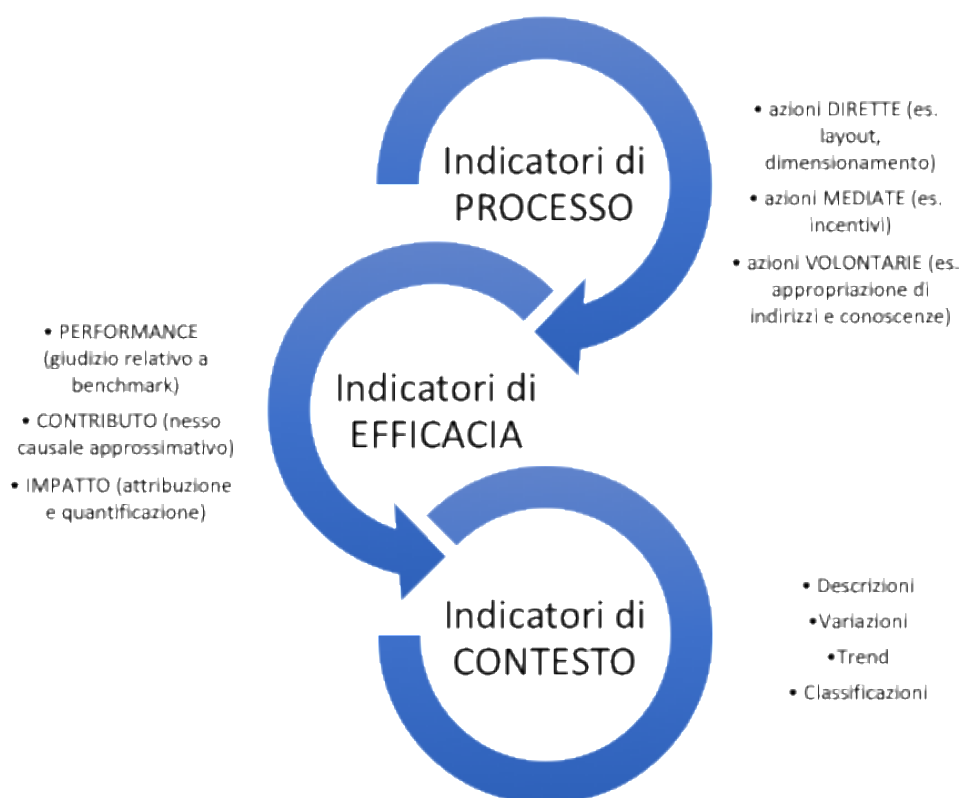 Indicatori di
PROCESSO
• azioni DIRETTE (es.
layout,
dimensionamento)
• azioni MEDIATE (es.
incentivi)
• azioni VOLONTARIE (es.
appropriazione di
indirizzi e conoscenze)
Indicatori di
EFFICACIA
• PERFORMANCE
(giudizio relativo a
benchmark)
• CONTRIBUTO (nesso
causale approssimativo)
• IMPATTO (attribuzione
e quantificazione)
Indicatori di
CONTESTO
• Descrizioni
•Variazioni
•Trend
• Classificazioni